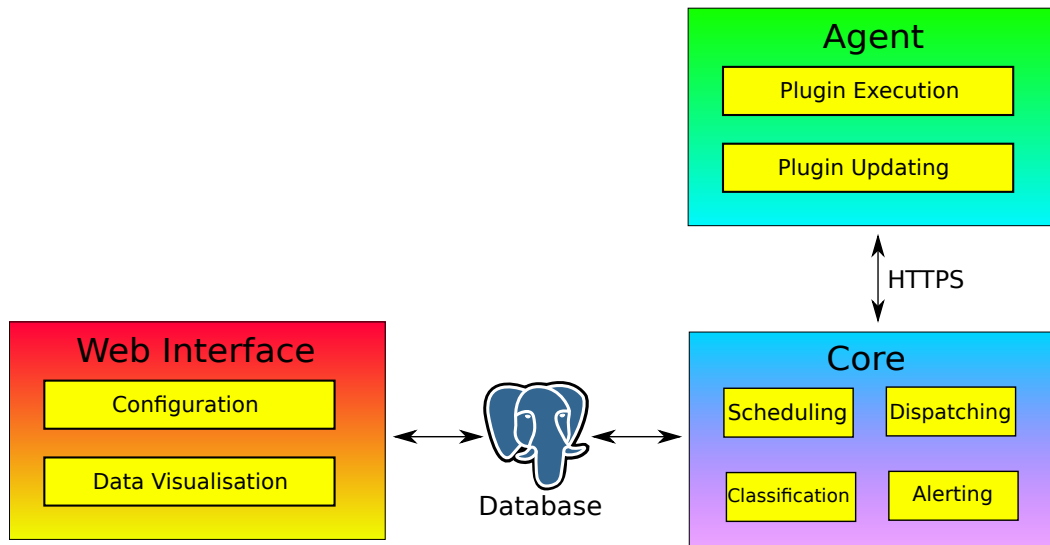 Agent
Plugin Execution
Plugin Updating
HTTPS
Web Interface
Configuration
Data Visualisation
Database
Core
Scheduling
Dispatching
Classification
Alerting